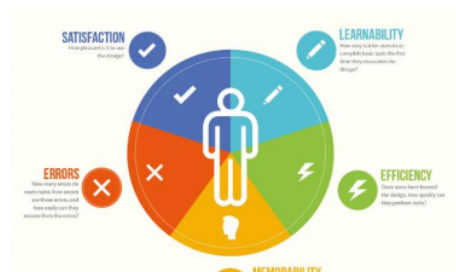 SATISFACTION
How pleasant is it to use
the design?
LEARNABILITY
How easy is it for users to ac-
complish basic tasks the first
time they encounter the
design?
ERRORS
How many errors do
users make, how severe
are these errors, and
how easily can they
recover from the errors?
EFFICIENCY
Once users have learned
the design, how quickly can
they perform tasks?
MEMORABILITY